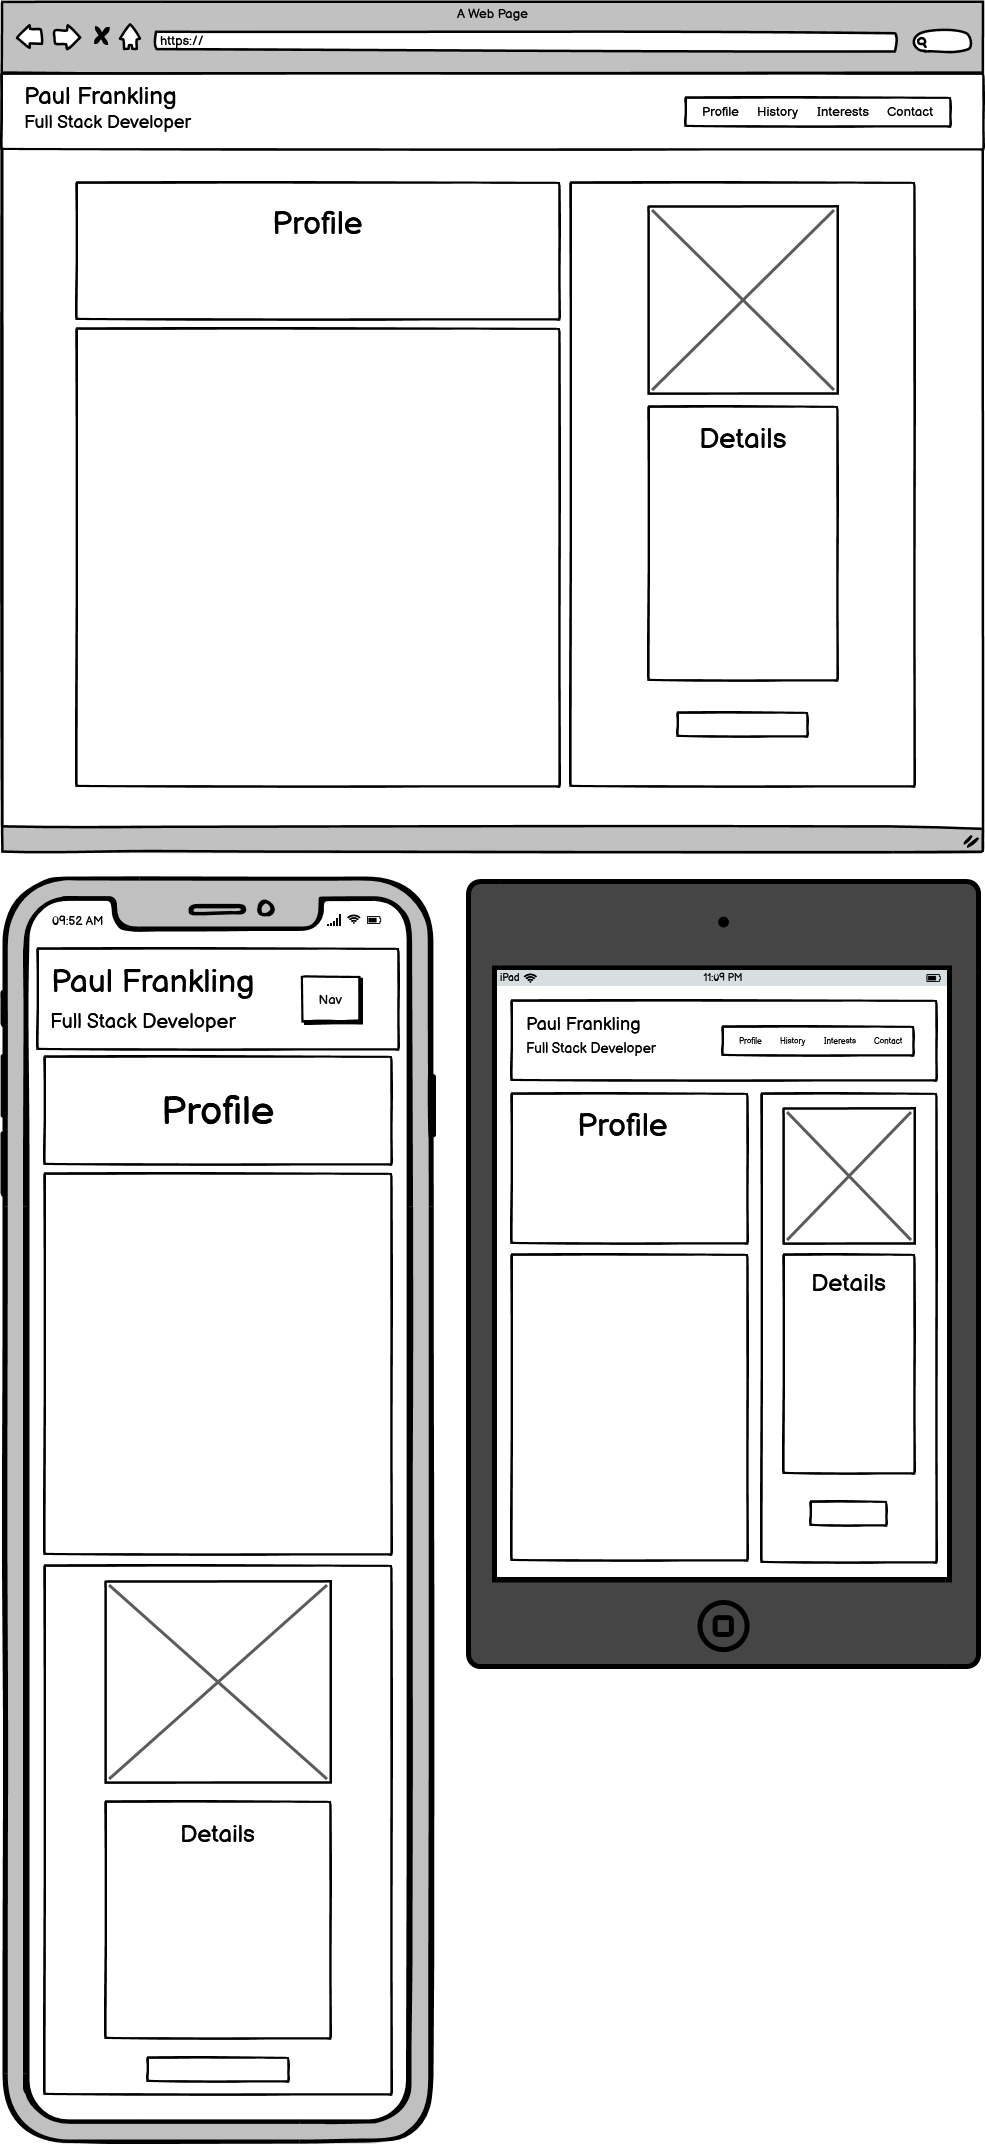 A Web Page
https://
Paul Frankling
Full Stack Developer
Profile History Interests Contact
Profile
Details
09:52 AM
Paul Frankling
Full Stack Developer
Nav
Profile
Details
iPad 11:09 PM
Paul Frankling
Full Stack Developer
Profile History Interests Contact
Profile
Details